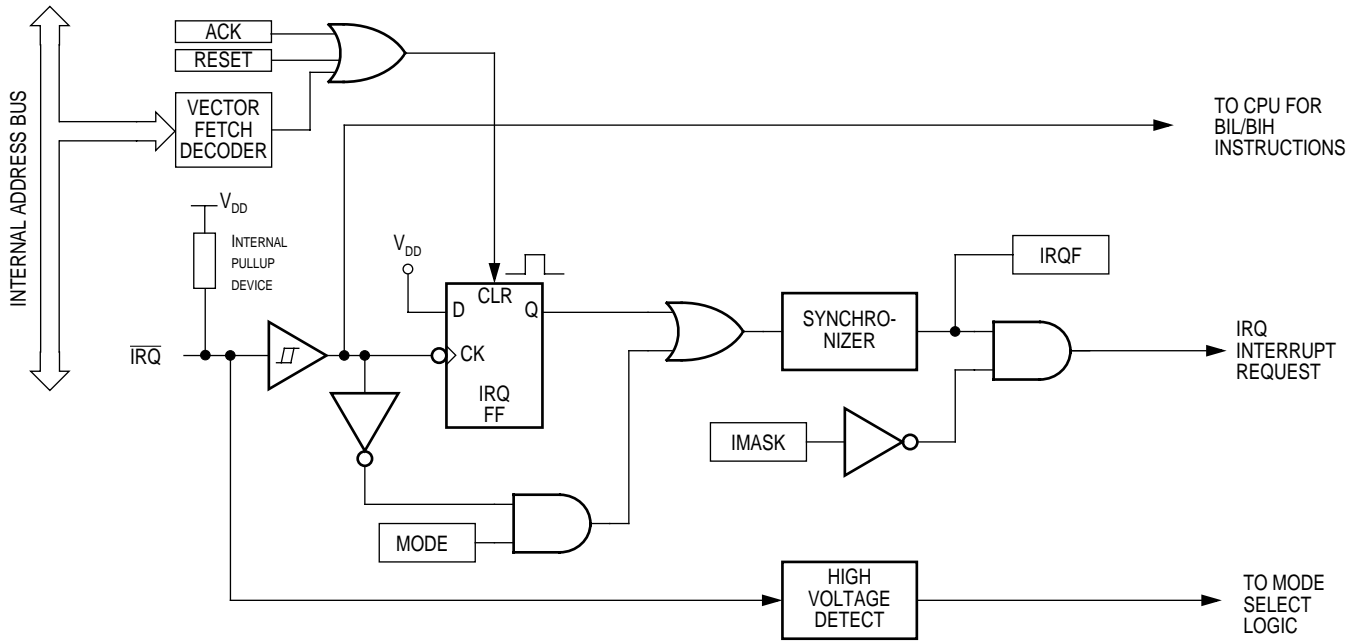 INTERNAL ADDRESS BUS
ACK
RESET
VECTOR
FETCH
DECODER
TO CPU FOR
BIL/BIH
INSTRUCTIONS
VDD
INTERNAL
PULLUP
DEVICE
VDD
CLR
D
Q
CK
IRQ
FF
IRQ
SYNCHRO-
NIZER
IRQF
IRQ
INTERRUPT
REQUEST
IMASK
MODE
HIGH
VOLTAGE
DETECT
TO MODE
SELECT
LOGIC